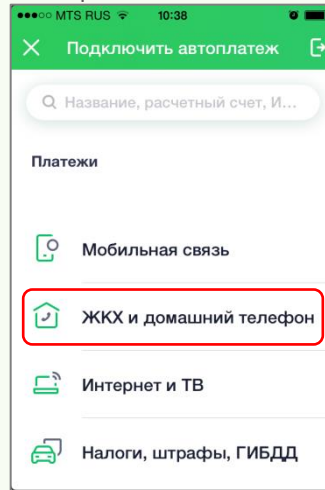 MTS RUS 10:38
Подключить автоплатеж
Название, расчетный счет, И...
Платежи
Мобильная связь
ЖКХ и домашний телефон
Интернет и ТВ
Налоги, штрафы, ГИБДД